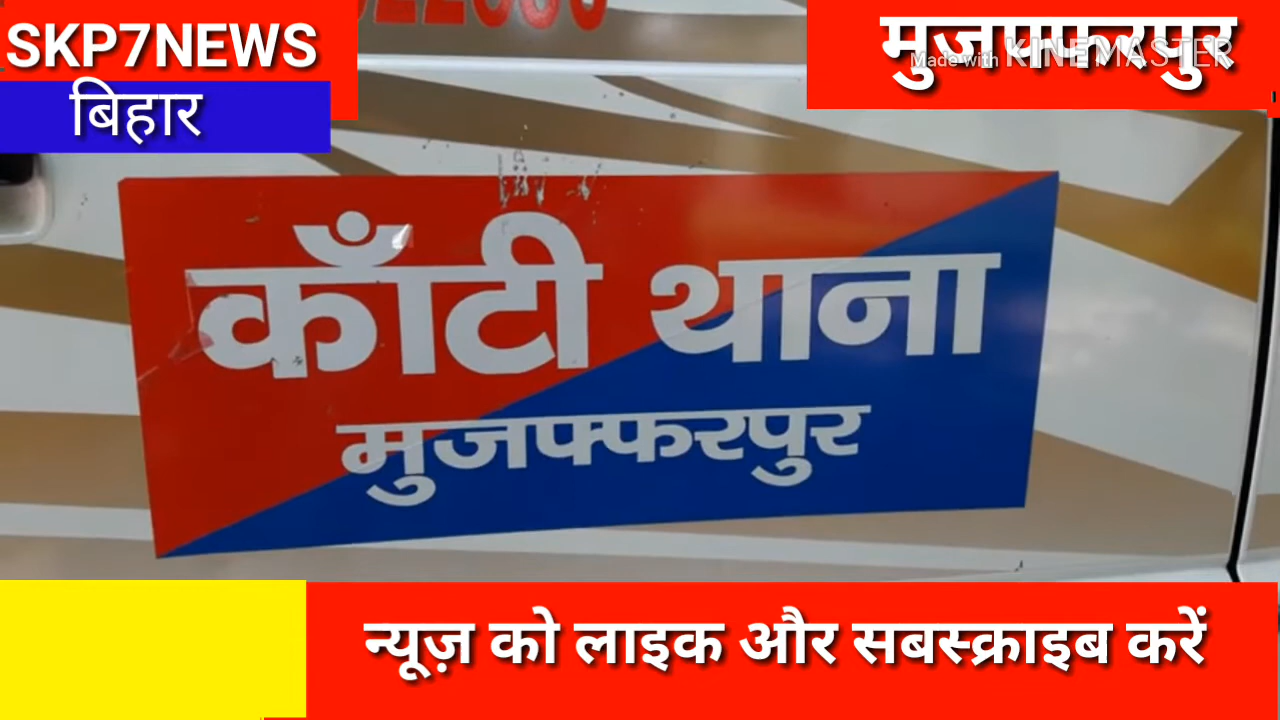 SKP7NEWS
बिहार
मुजफ्फरपुर
Made with KINEMASTER
काँटी थाना
मुजफ्फरपुर
न्यूज़ को लाइक और सबस्क्राइब करें